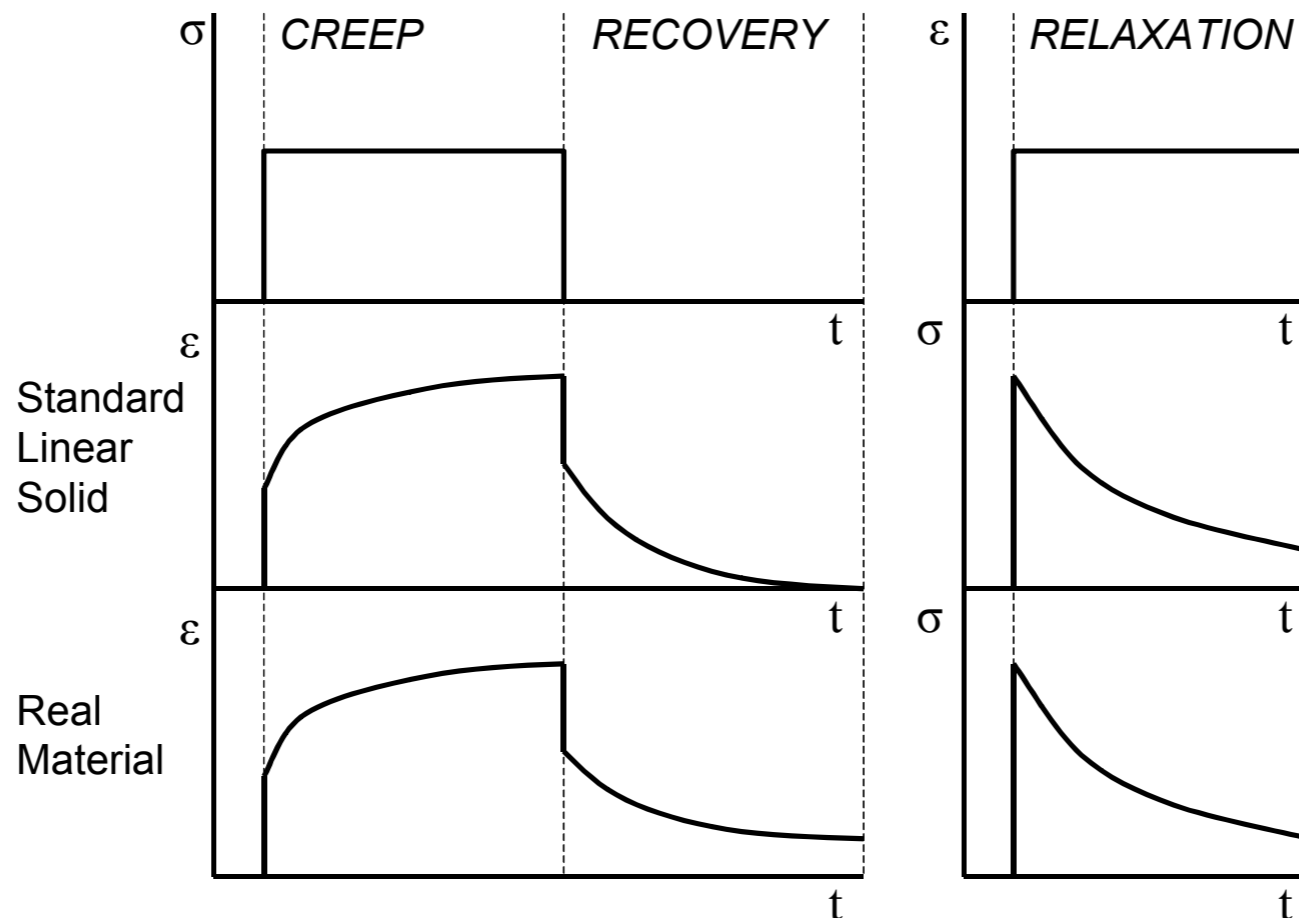 σ CREEP RECOVERY ε RELAXATION
t t
ε σ
Standard
Linear
Solid
t t
ε σ
Real
Material
t t